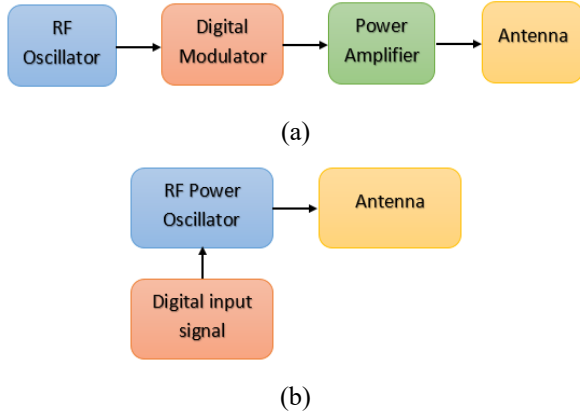 RF
Oscillator
Digital
Modulator
Power
Amplifier
Antenna
(a)
RF Power
Oscillator
Antenna
Digital input
signal
(b)